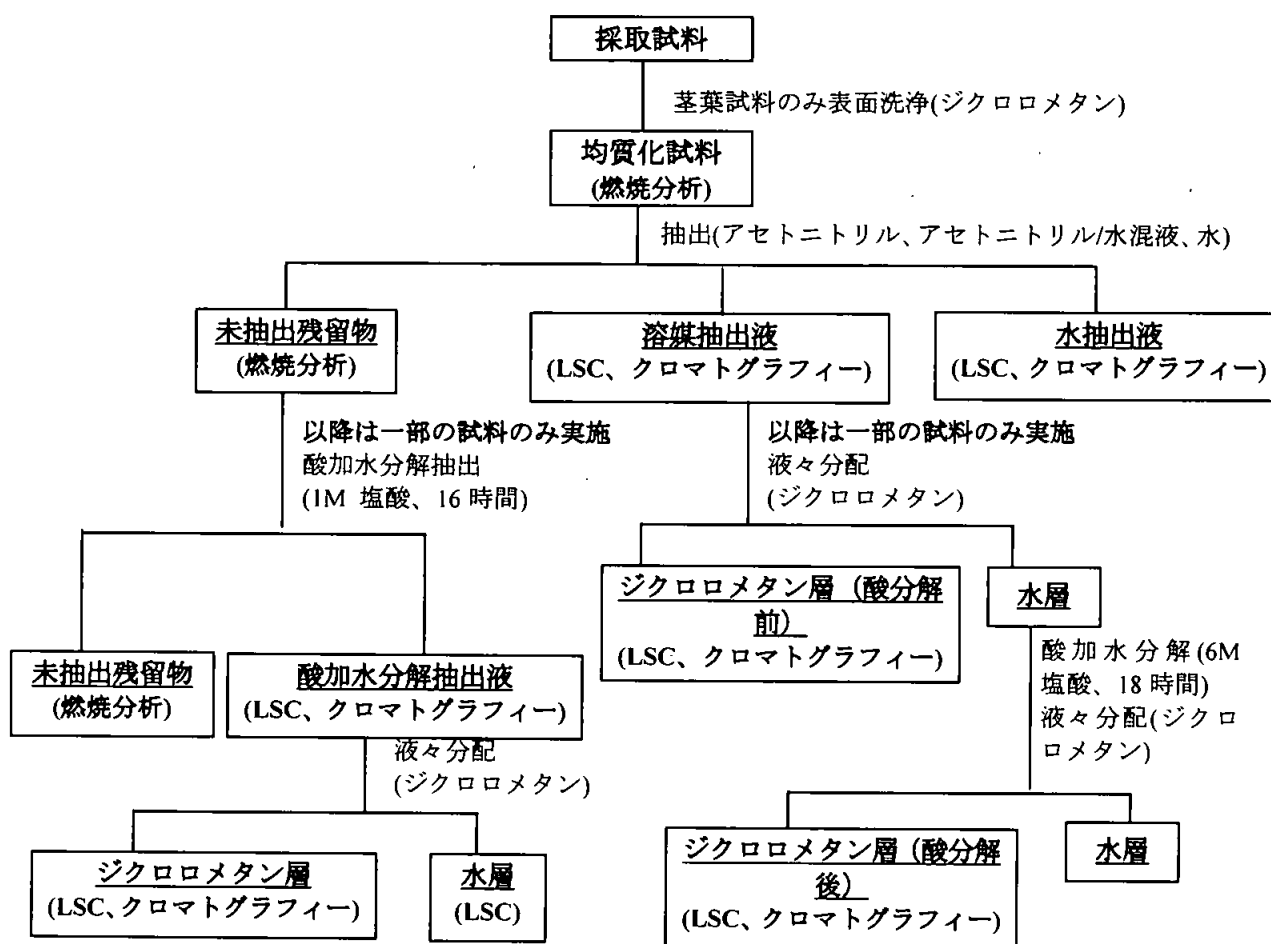 採取試料
茎葉試料のみ表面洗浄(ジクロロメタン)
均質化試料
(燃焼分析)
抽出(アセトニトリル、アセトニトリル/水混液、水)
未抽出残留物
(燃焼分析)
溶媒抽出液
(LSC、クロマトグラフィー)
水抽出液
(LSC、クロマトグラフィー)
以降は一部の試料のみ実施
酸加水分解抽出
(1M 塩酸、16 時間)
以降は一部の試料のみ実施
液々分配
(ジクロロメタン)
ジクロロメタン層（酸分解
前）
(LSC、クロマトグラフィー)
水層
未抽出残留物
(燃焼分析)
酸加水分解抽出液
(LSC、クロマトグラフィー)
酸加水分解(6M
塩酸、18 時間)
液々分配(ジクロ
ロメタン)
液々分配
(ジクロロメタン)
ジクロロメタン層
(LSC、クロマトグラフィー)
水層
(LSC)
ジクロロメタン層（酸分解
後）
(LSC、クロマトグラフィー)
水層